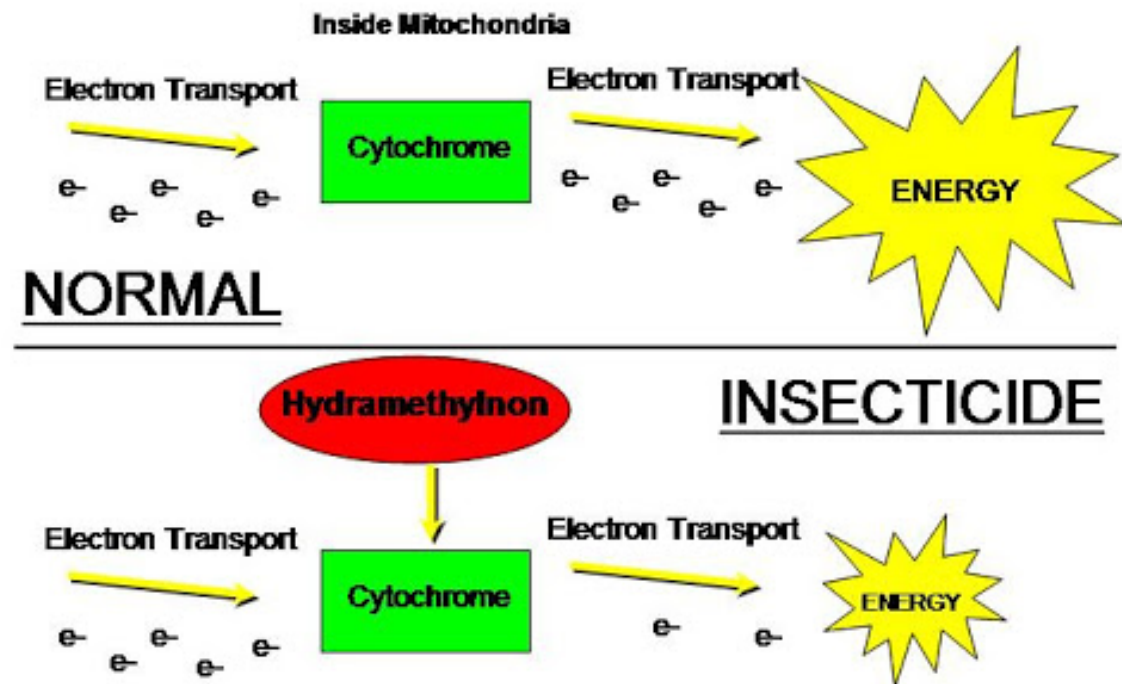 Inside Mitochondria
Electron Transport
Electron Transport
Cytochrome
e- e- e- e- e-
e- e- e- e- e-
ENERGY
NORMAL
Hydramethylnon
INSECTICIDE
Electron Transport
Electron Transport
Cytochrome
e- e- e- e- e-
e- e-
ENERGY